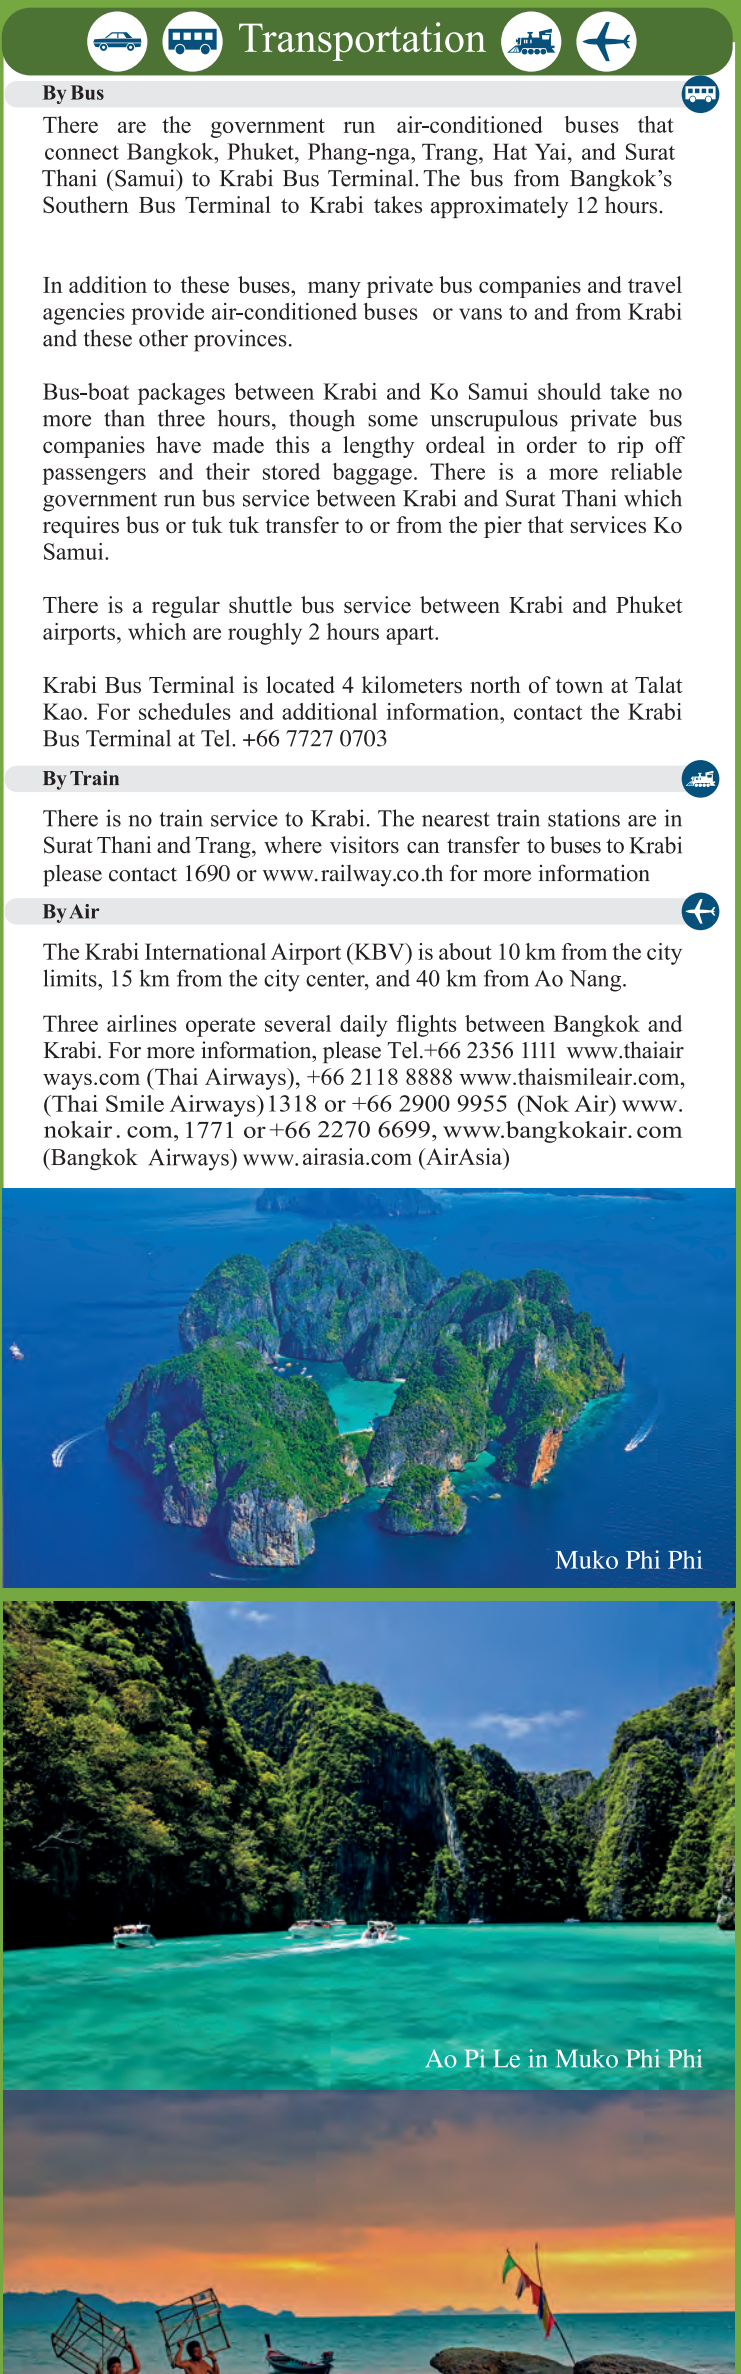 Transportation
By Bus
There are the government run air-conditioned buses that
connect Bangkok, Phuket, Phang-nga, Trang, Hat Yai, and Surat
Thani (Samui) to Krabi Bus Terminal. The bus from Bangkok's
Southern Bus Terminal to Krabi takes approximately 12 hours.
In addition to these buses, many private bus companies and travel
agencies provide air-conditioned buses or vans to and from Krabi
and these other provinces.
Bus-boat packages between Krabi and Ko Samui should take no
more than three hours, though some unscrupulous private bus
companies have made this a lengthy ordeal in order to rip off
passengers and their stored baggage. There is a more reliable
government run bus service between Krabi and Surat Thani which
requires bus or tuk tuk transfer to or from the pier that services Ko
Samui.
There is a regular shuttle bus service between Krabi and Phuket
airports, which are roughly 2 hours apart.
Krabi Bus Terminal is located 4 kilometers north of town at Talat
Kao. For schedules and additional information, contact the Krabi
Bus Terminal at Tel. +66 7727 0703
By Train
There is no train service to Krabi. The nearest train stations are in
Surat Thani and Trang, where visitors can transfer to buses to Krabi
please contact 1690 or www.railway.co.th for more information
By Air
The Krabi International Airport (KBV) is about 10 km from the city
limits, 15 km from the city center, and 40 km from Ao Nang.
Three airlines operate several daily flights between Bangkok and
Krabi. For more information, please Tel.+66 2356 1111 www.thaiair
ways.com (Thai Airways), +66 2118 8888 www.thaismileair.com,
(Thai Smile Airways)1318 or +66 2900 9955 (Nok Air) www.
nokair. com, 1771 or +66 2270 6699, www.bangkokair. com
(Bangkok Airways) www. airasia.com (AirAsia)
Muko Phi Phi
Ao Pi Le in Muko Phi Phi